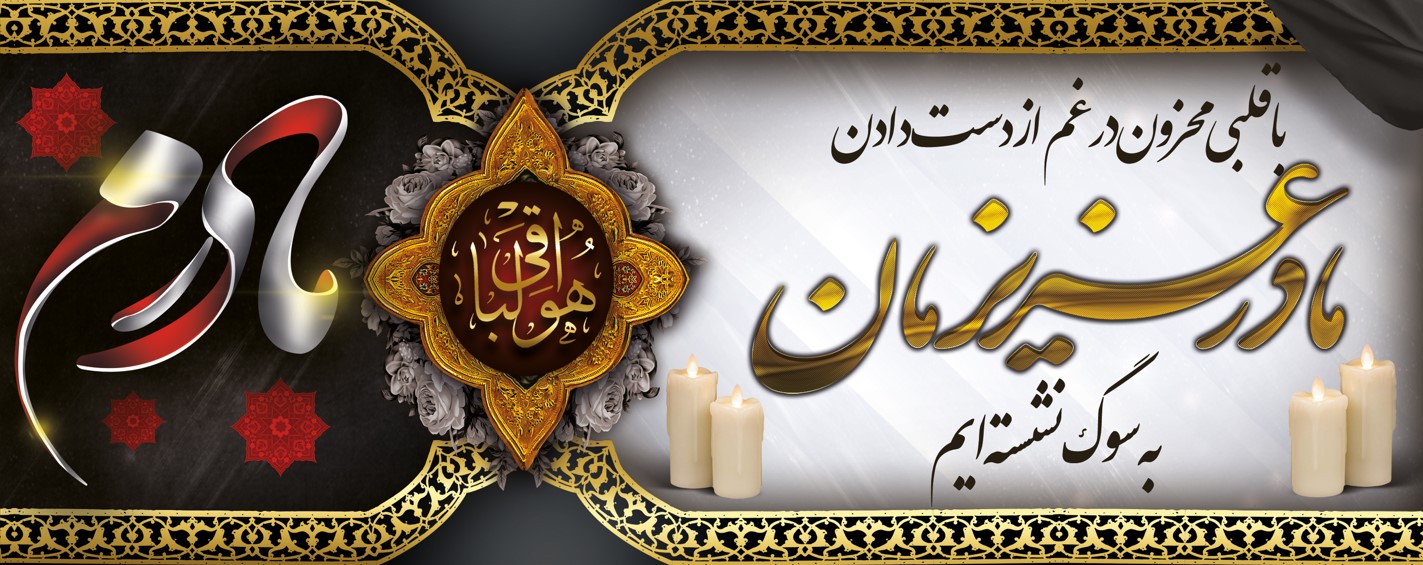 با قلبی محزون در غم از دست دادن
مادر عزیزمان
به سوگ نشسته ایم
هو الباقی
مادرم